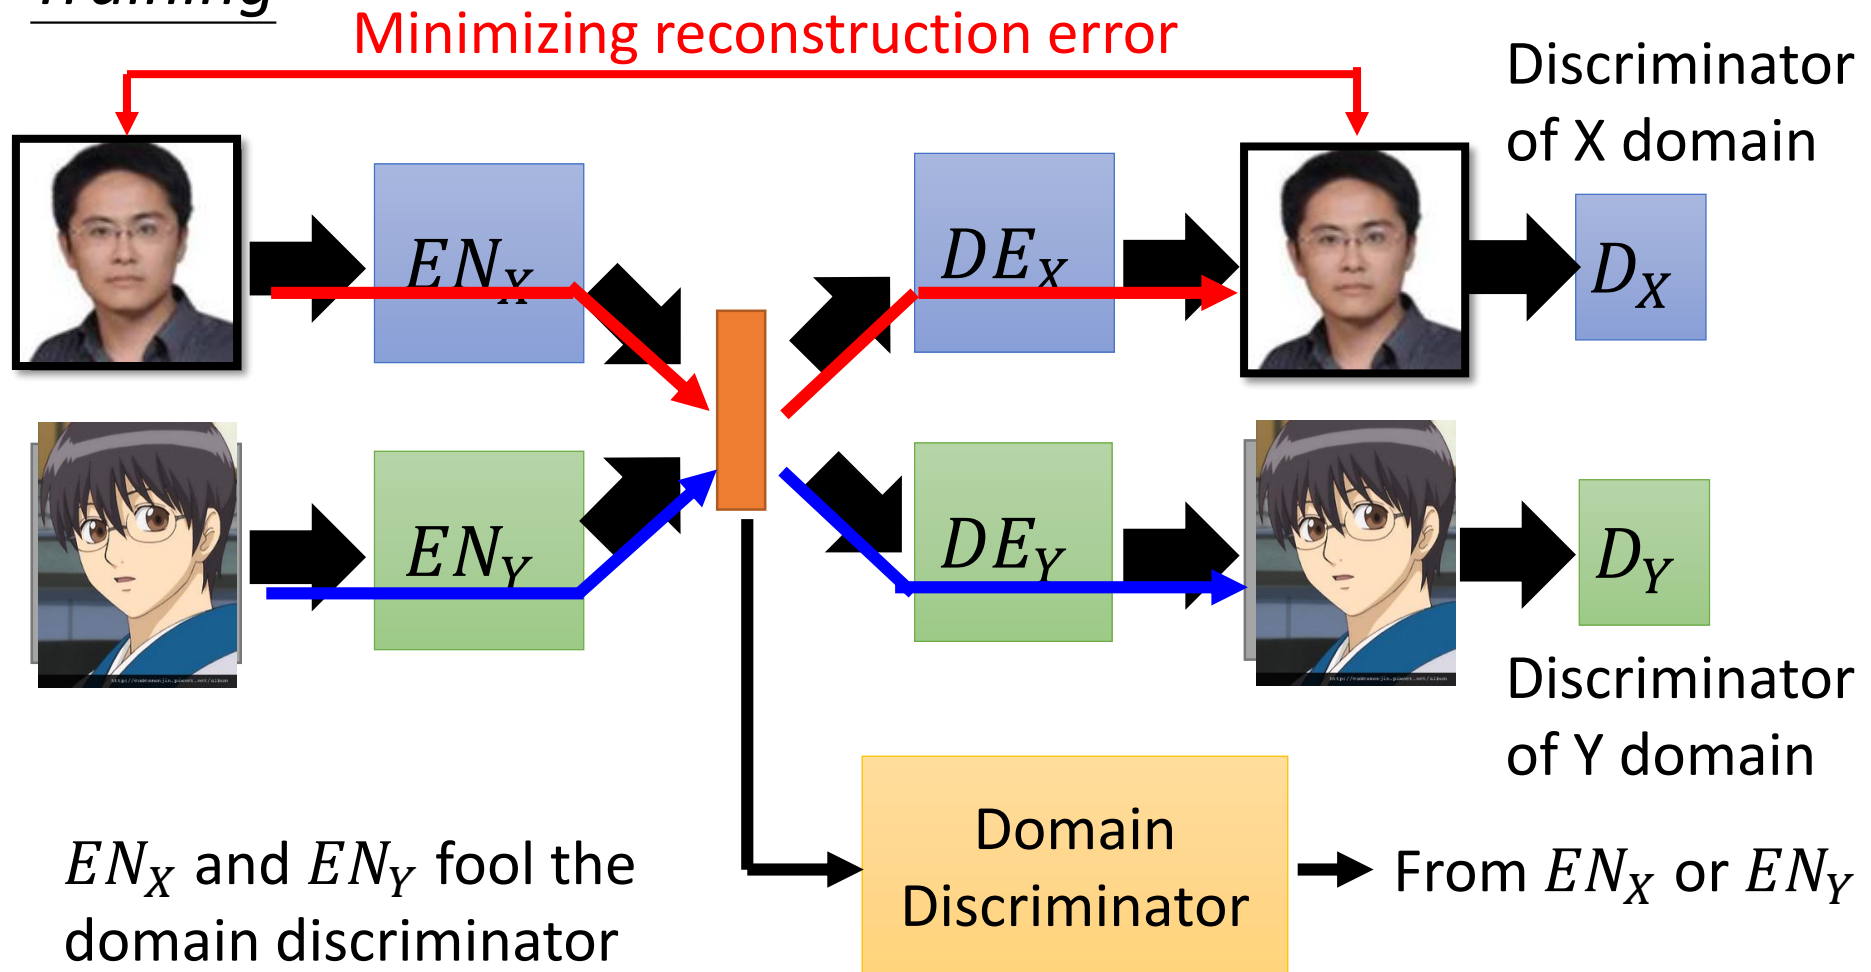 Training
Minimizing reconstruction error
Discriminator
of X domain
EN_X
DE_X
D_X
EN_Y
DE_Y
D_Y
Discriminator
of Y domain
Domain
Discriminator
From EN_X or EN_Y
EN_X and EN_Y fool the
domain discriminator